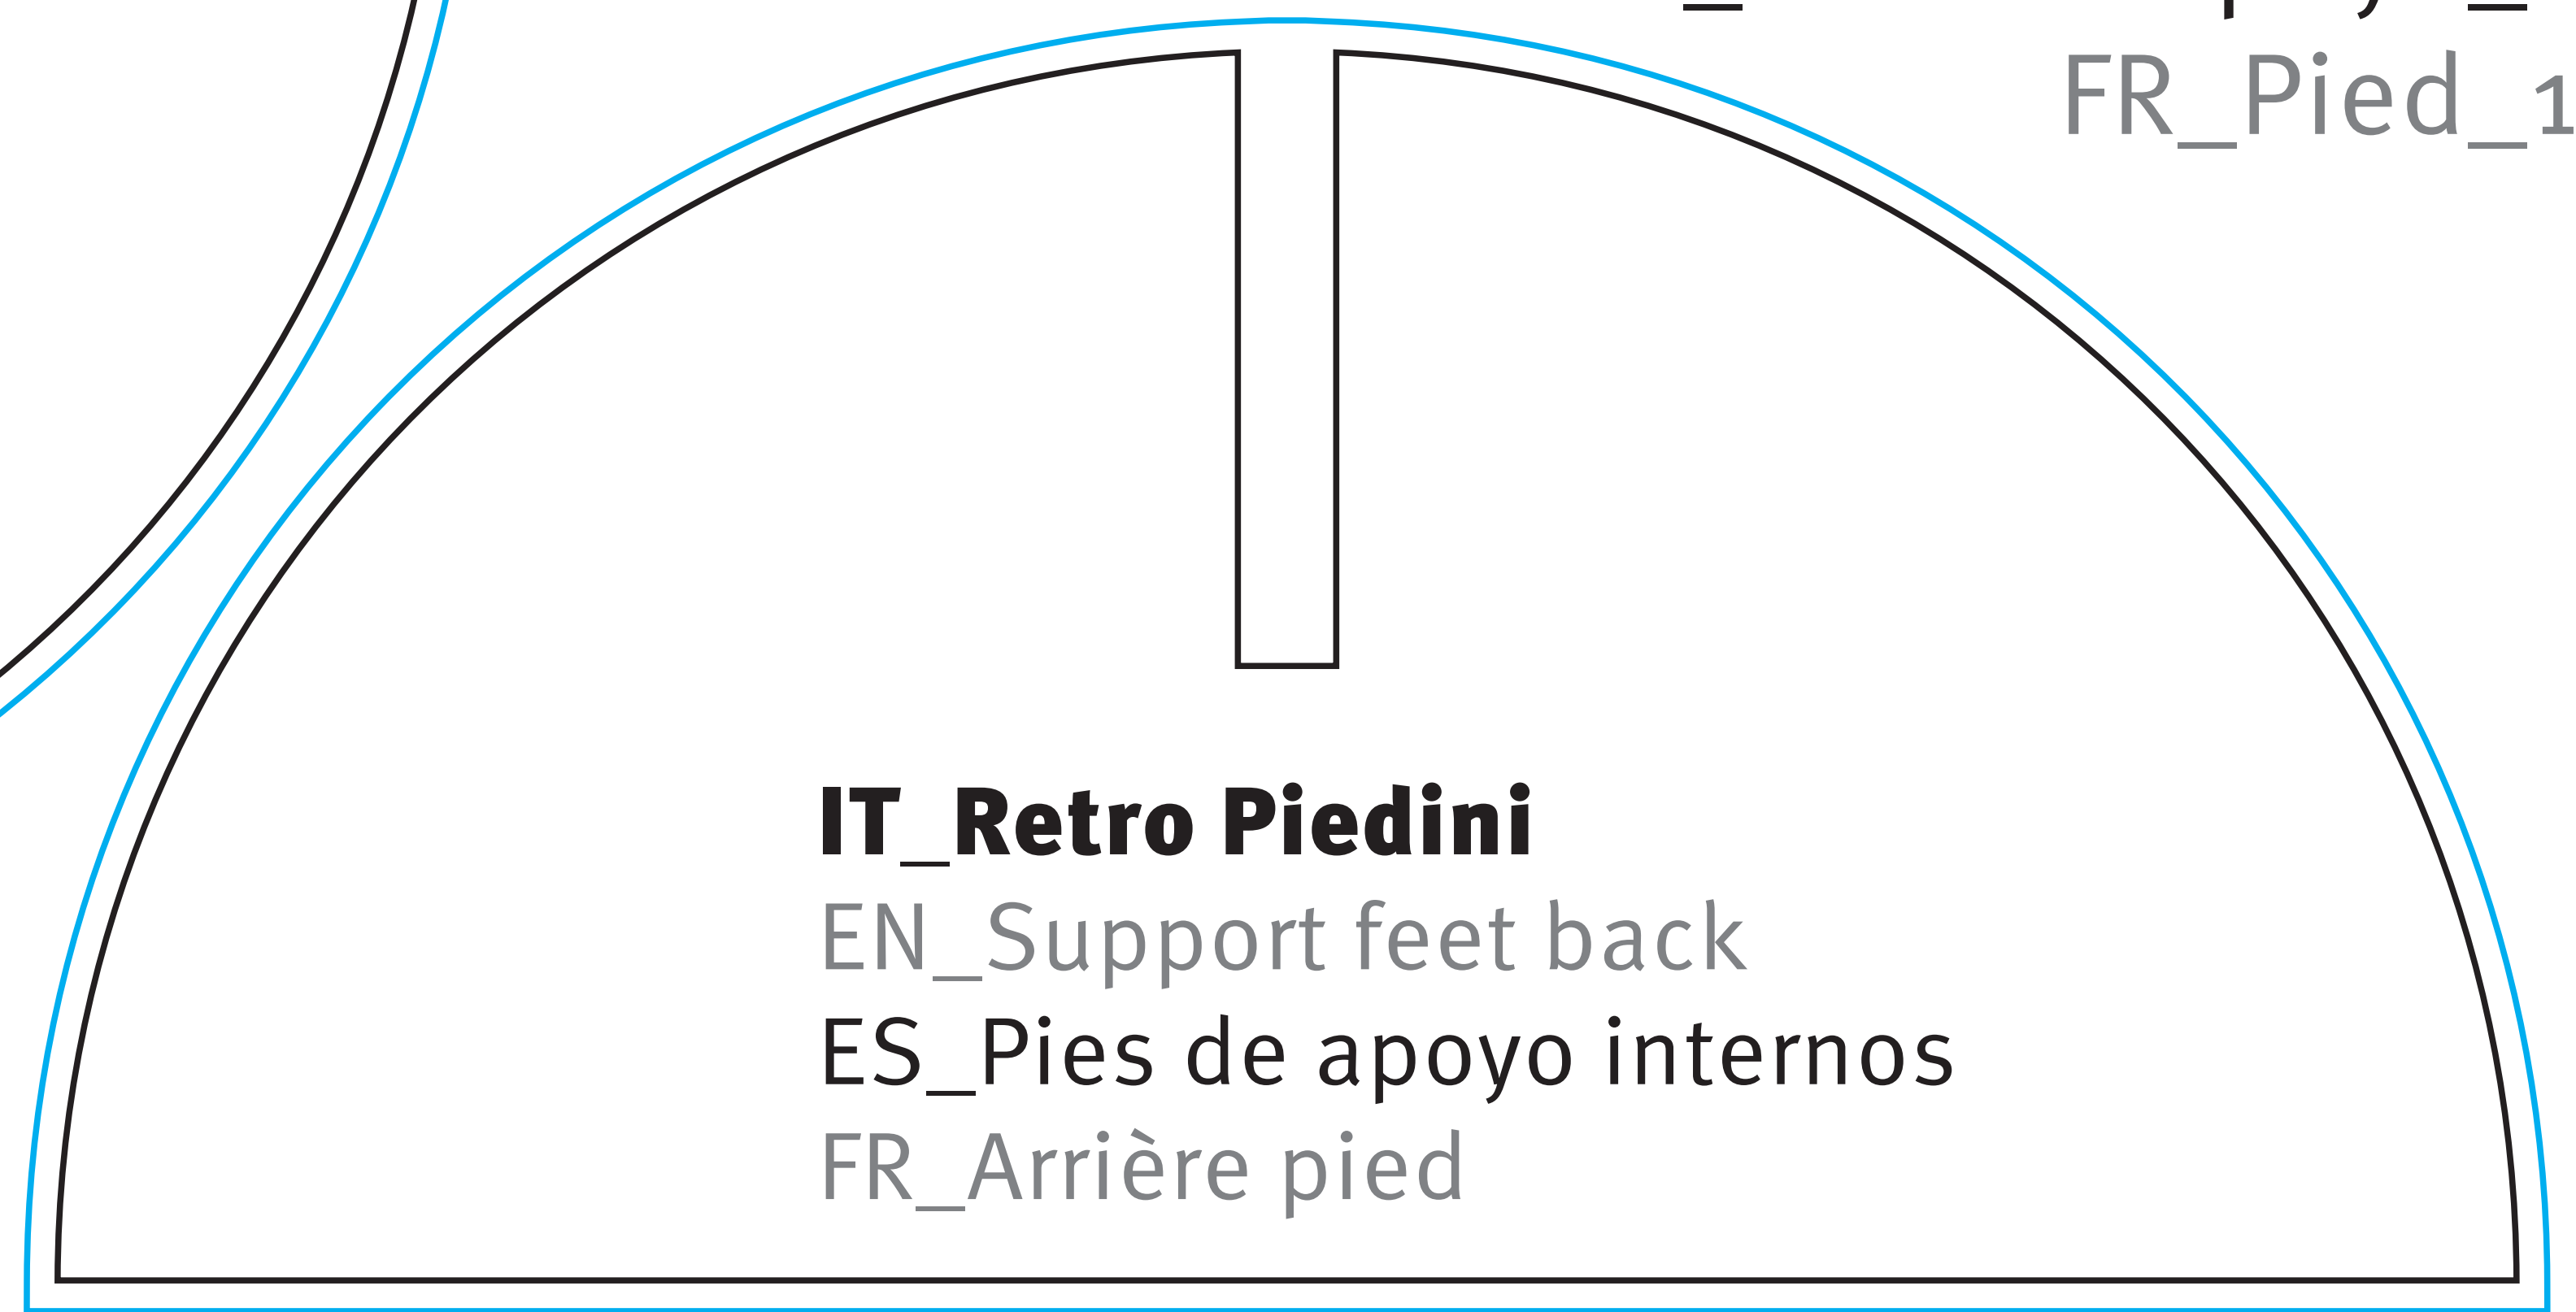 FR_Pied_1
IT_Retro Piedini
EN_Support feet back
ES_Pies de apoyo internos
FR_Arrière pied